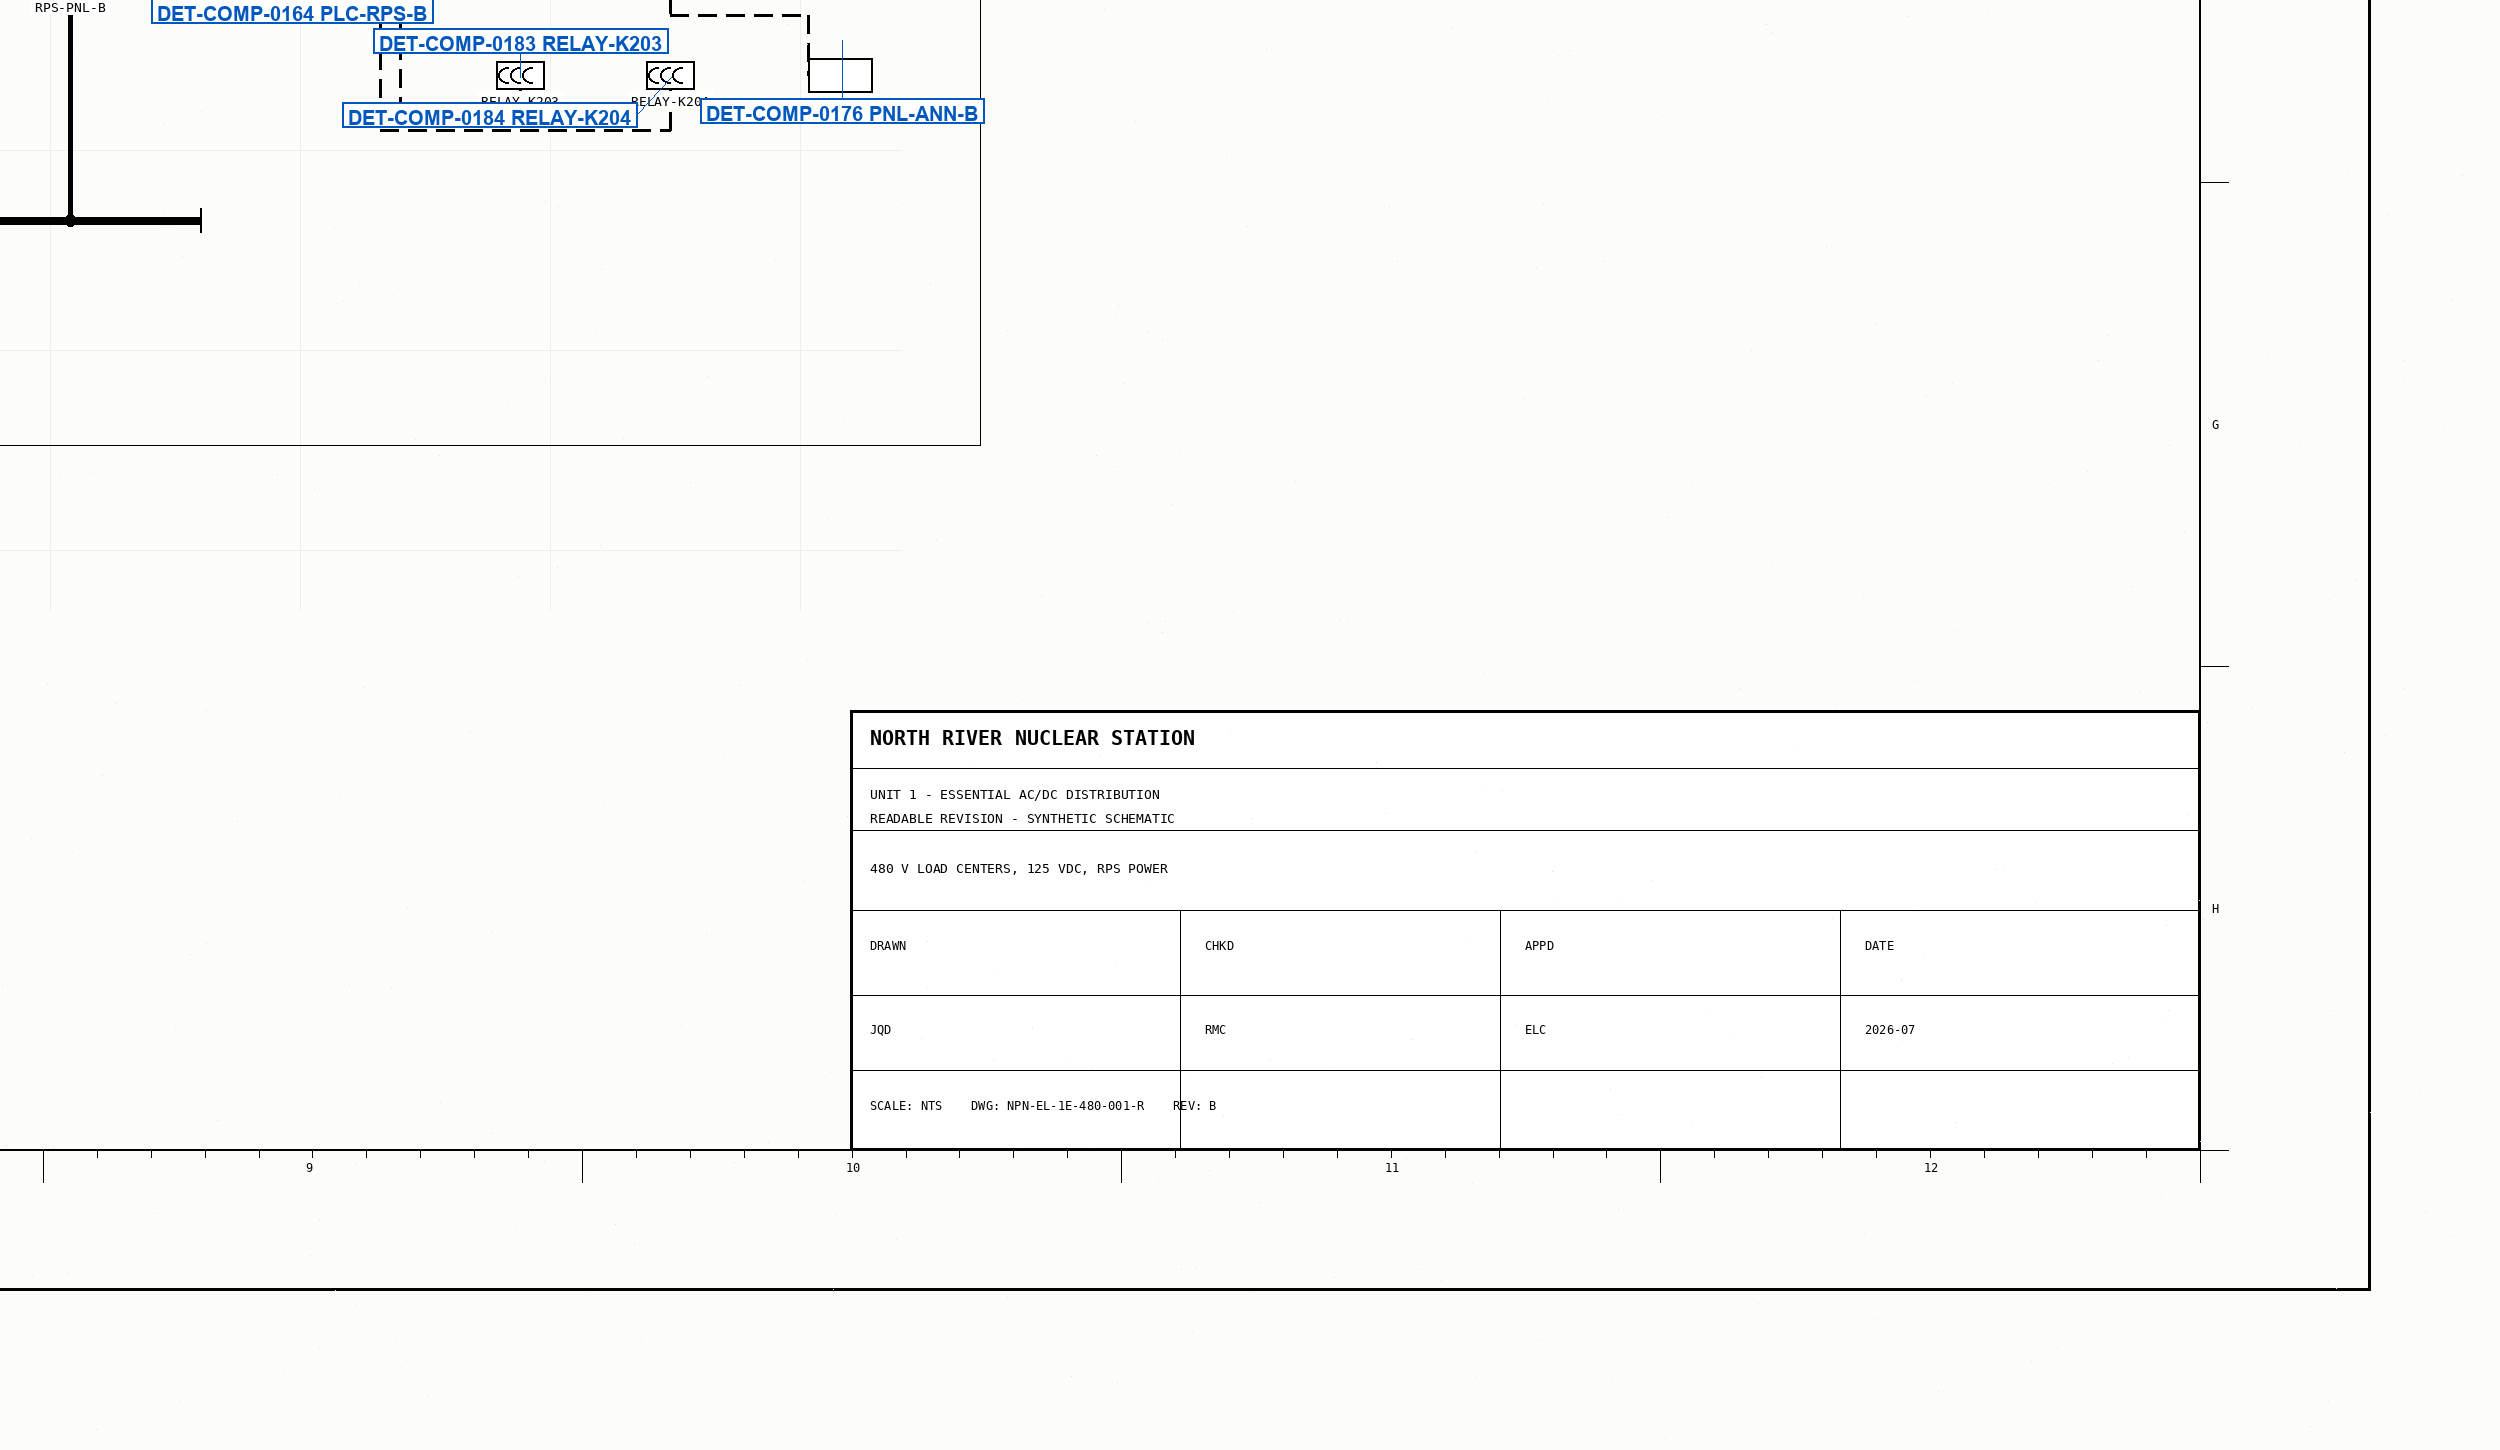 RPS-PNL-B
DET-COMP-0164 PLC-RPS-B
DET-COMP-0183 RELAY-K203
RELAY-K203
DET-COMP-0184 RELAY-K204
DET-COMP-0176 PNL-ANN-B
G
NORTH RIVER NUCLEAR STATION
UNIT 1 - ESSENTIAL AC/DC DISTRIBUTION
READABLE REVISION - SYNTHETIC SCHEMATIC
480 V LOAD CENTERS, 125 VDC, RPS POWER
H
DRAWN CHKD APPD DATE
JQD RMC ELC 2026-07
SCALE: NTS DWG: NPN-EL-1E-480-001-R REV: B
9 10 11 12